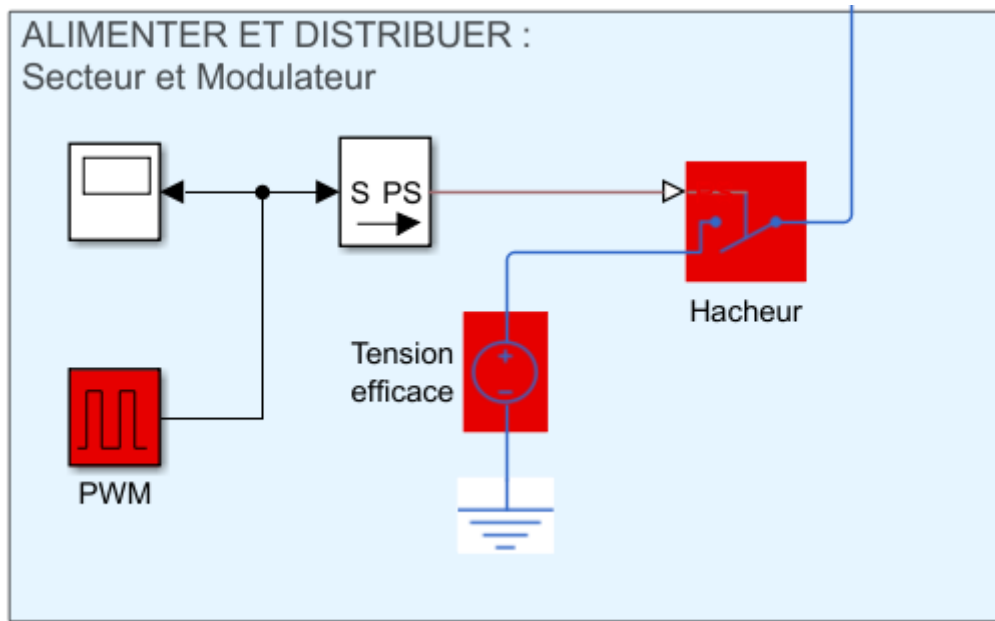 ALIMENTER ET DISTRIBUER :
Secteur et Modulateur
S PS
Hacheur
Tension
efficace
PWM